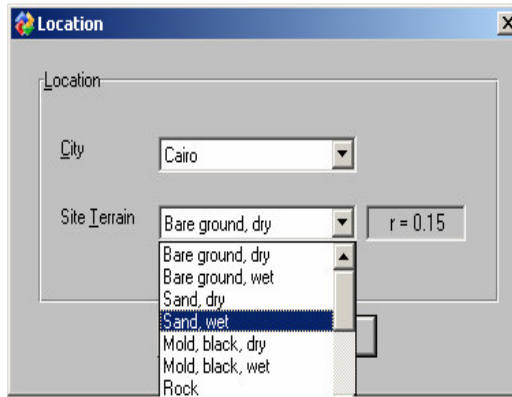 Location
Location
City
Cairo
Site Terrain
Bare ground, dry
r = 0.15
Bare ground, dry
Bare ground, wet
Sand, dry
Sand, wet
Mold, black, dry
Mold, black, wet
Rock